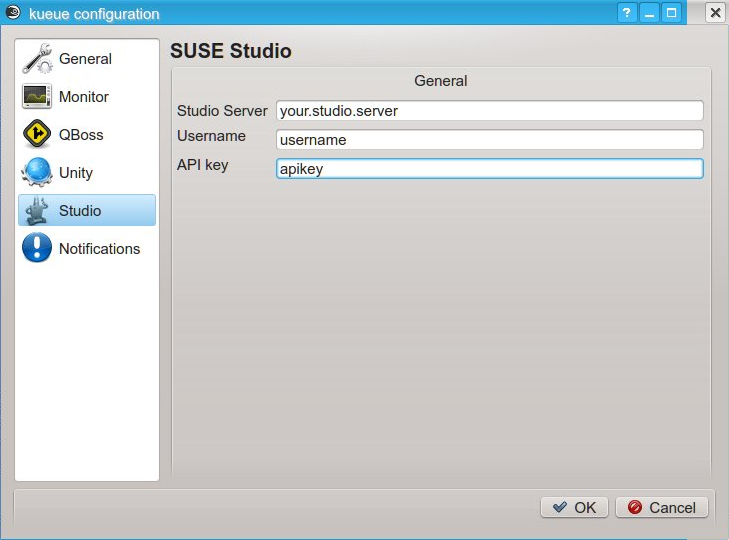 kueue configuration
?
General
Monitor
QBoss
Unity
Studio
Notifications
SUSE Studio
General
Studio Server your.studio.server
Username username
API key apikey
OK Cancel